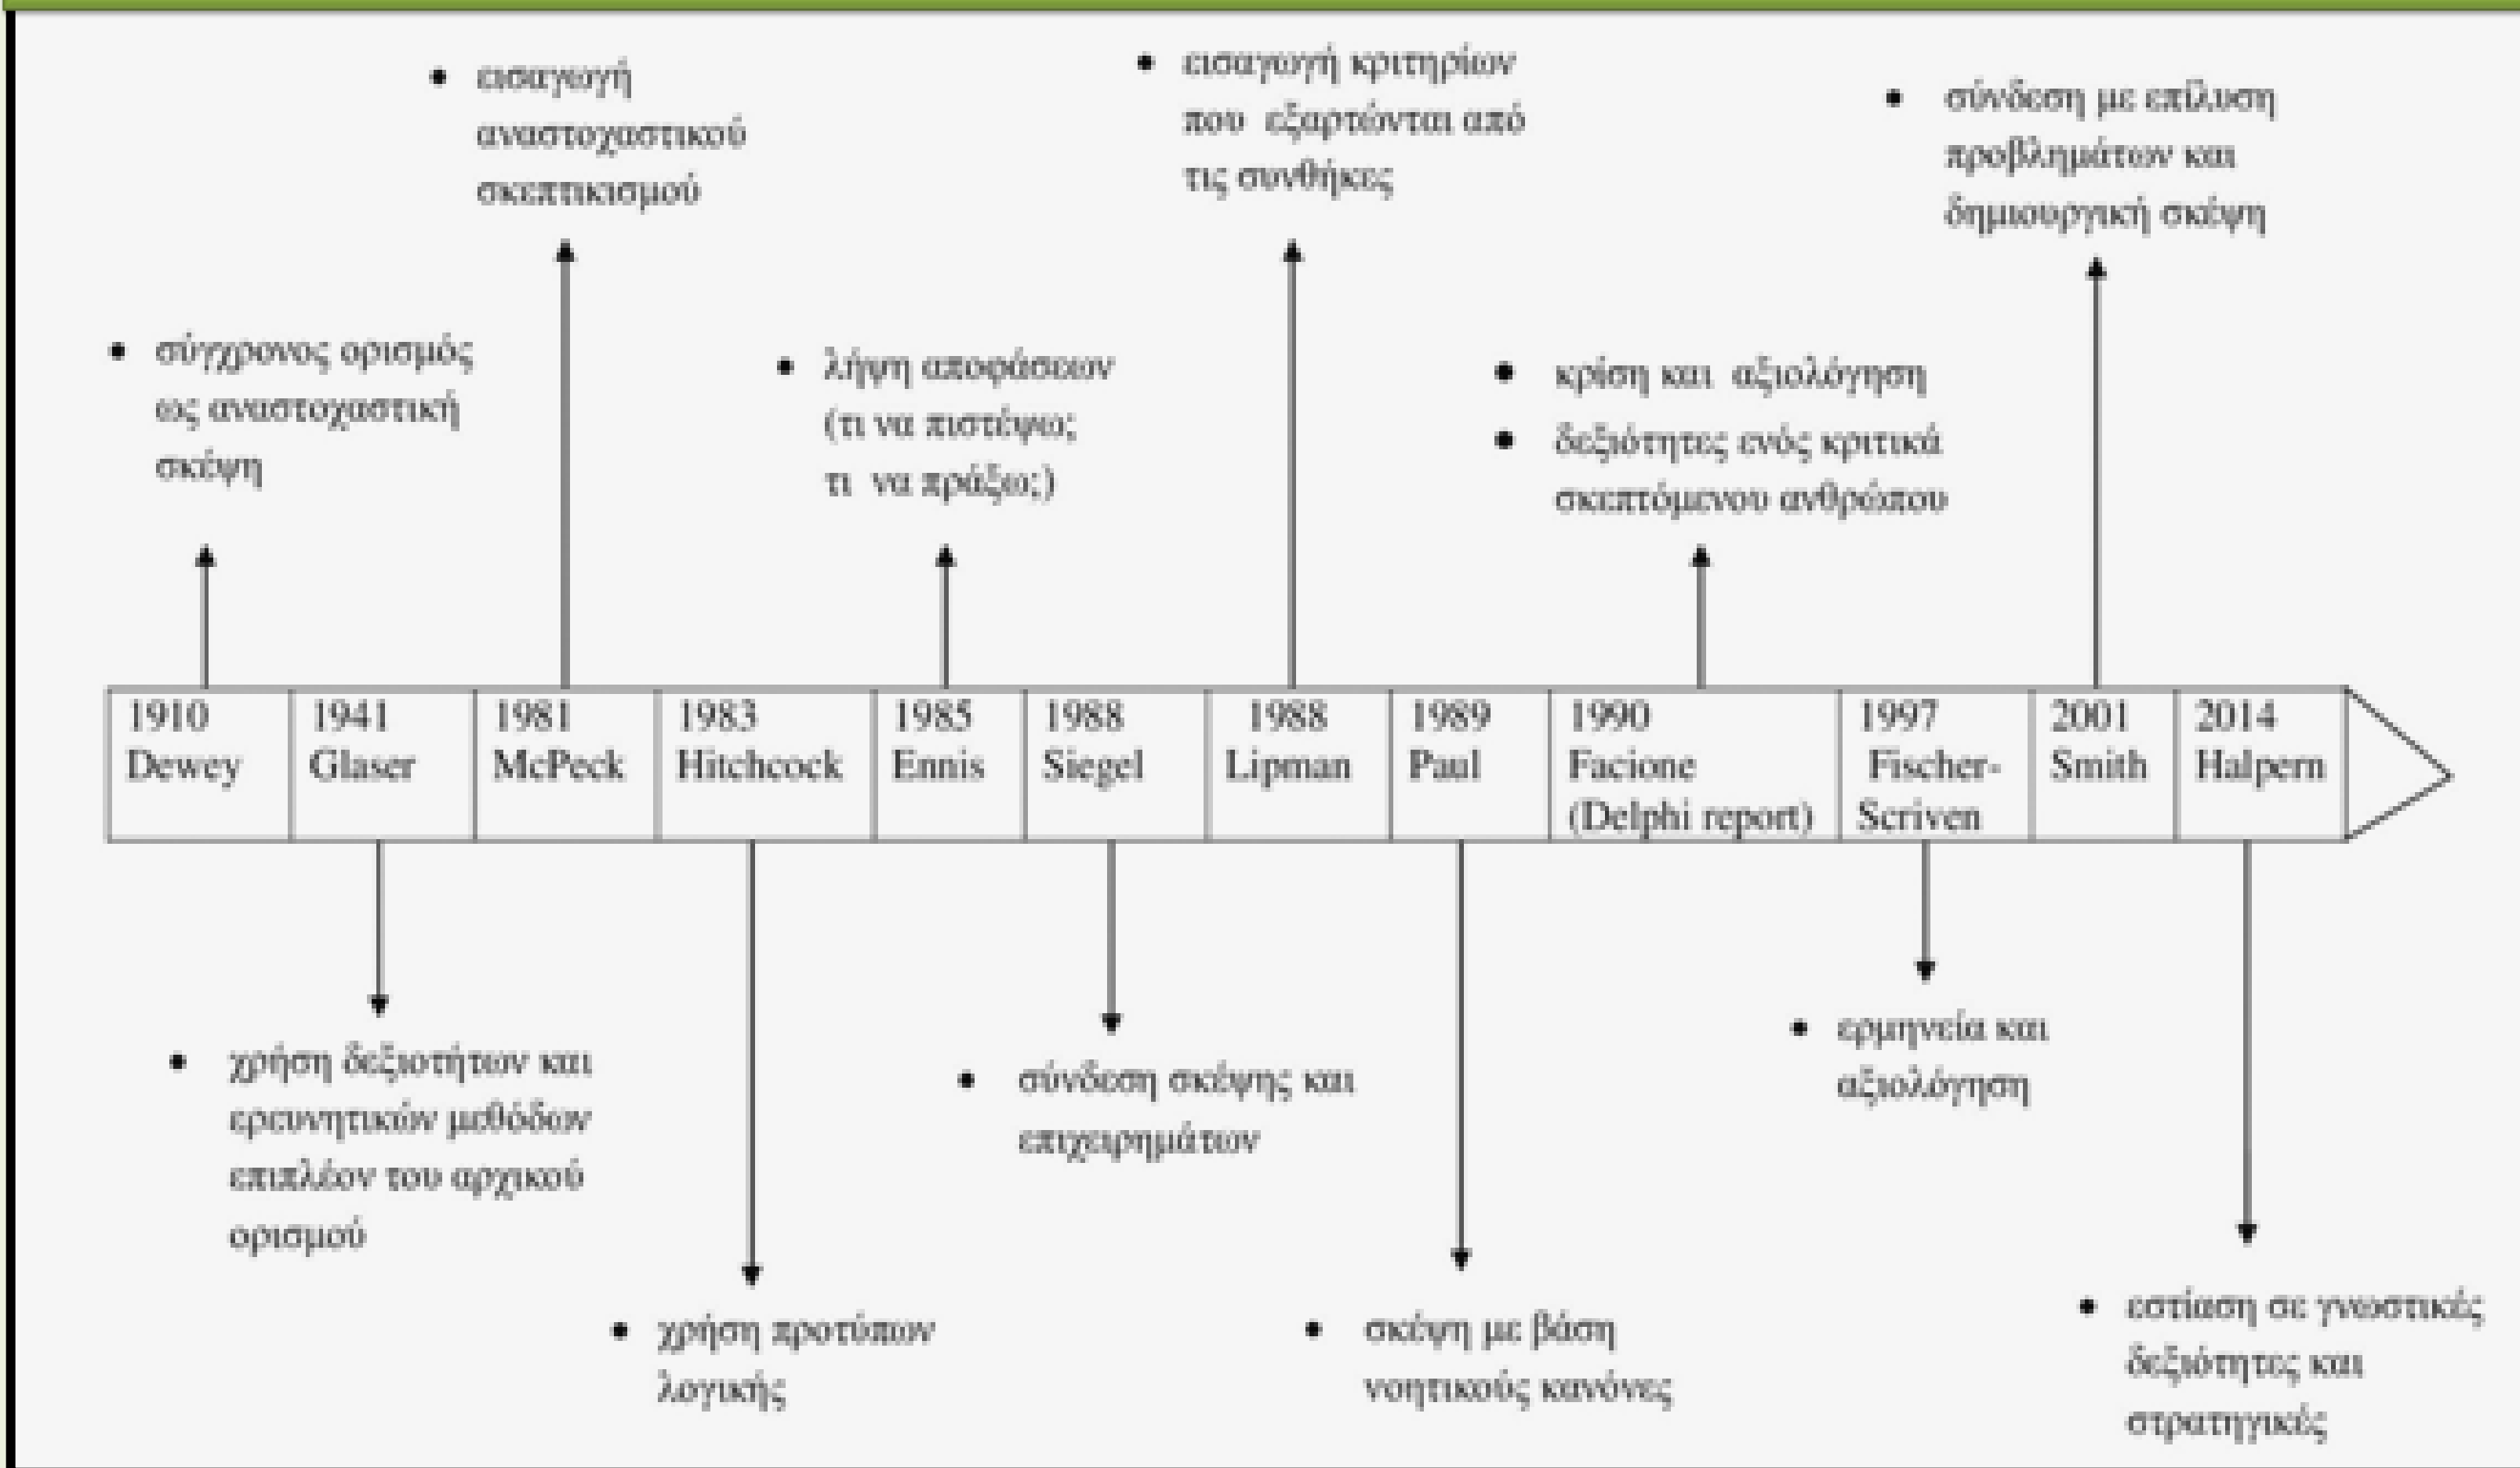 • εισαγωγή
αναστοχαστικού
σκεπτικισμού
• εισαγωγή κριτηρίων
που εξαρτώνται από
τις συνθήκες
• σύνδεση με επίλυση
προβλημάτων και
δημιουργική σκέψη
• σύγχρονος ορισμός
ως αναστοχαστική
σκέψη
• λήψη αποφάσεων
(τι να πιστέψω;
τι να πράξω;)
• κρίση και αξιολόγηση
• δεξιότητες ενός κριτικά
σκεπτόμενου ανθρώπου
1910
Dewey
1941
Glaser
1981
McPeck
1983
Hitchcock
1985
Ennis
1988
Siegel
1988
Lipman
1989
Paul
1990
Facione
(Delphi report)
1997
Fischer-
Scriven
2001
Smith
2014
Halpern
• χρήση δεξιοτήτων και
ερευνητικών μεθόδων
επιπλέον του αρχικού
ορισμού
• χρήση προτύπων
λογικής
• σύνδεση σκέψης και
επιχειρημάτων
• σκέψη με βάση
νοητικούς κανόνες
• ερμηνεία και
αξιολόγηση
• εστίαση σε γνωστικές
δεξιότητες και
στρατηγικές